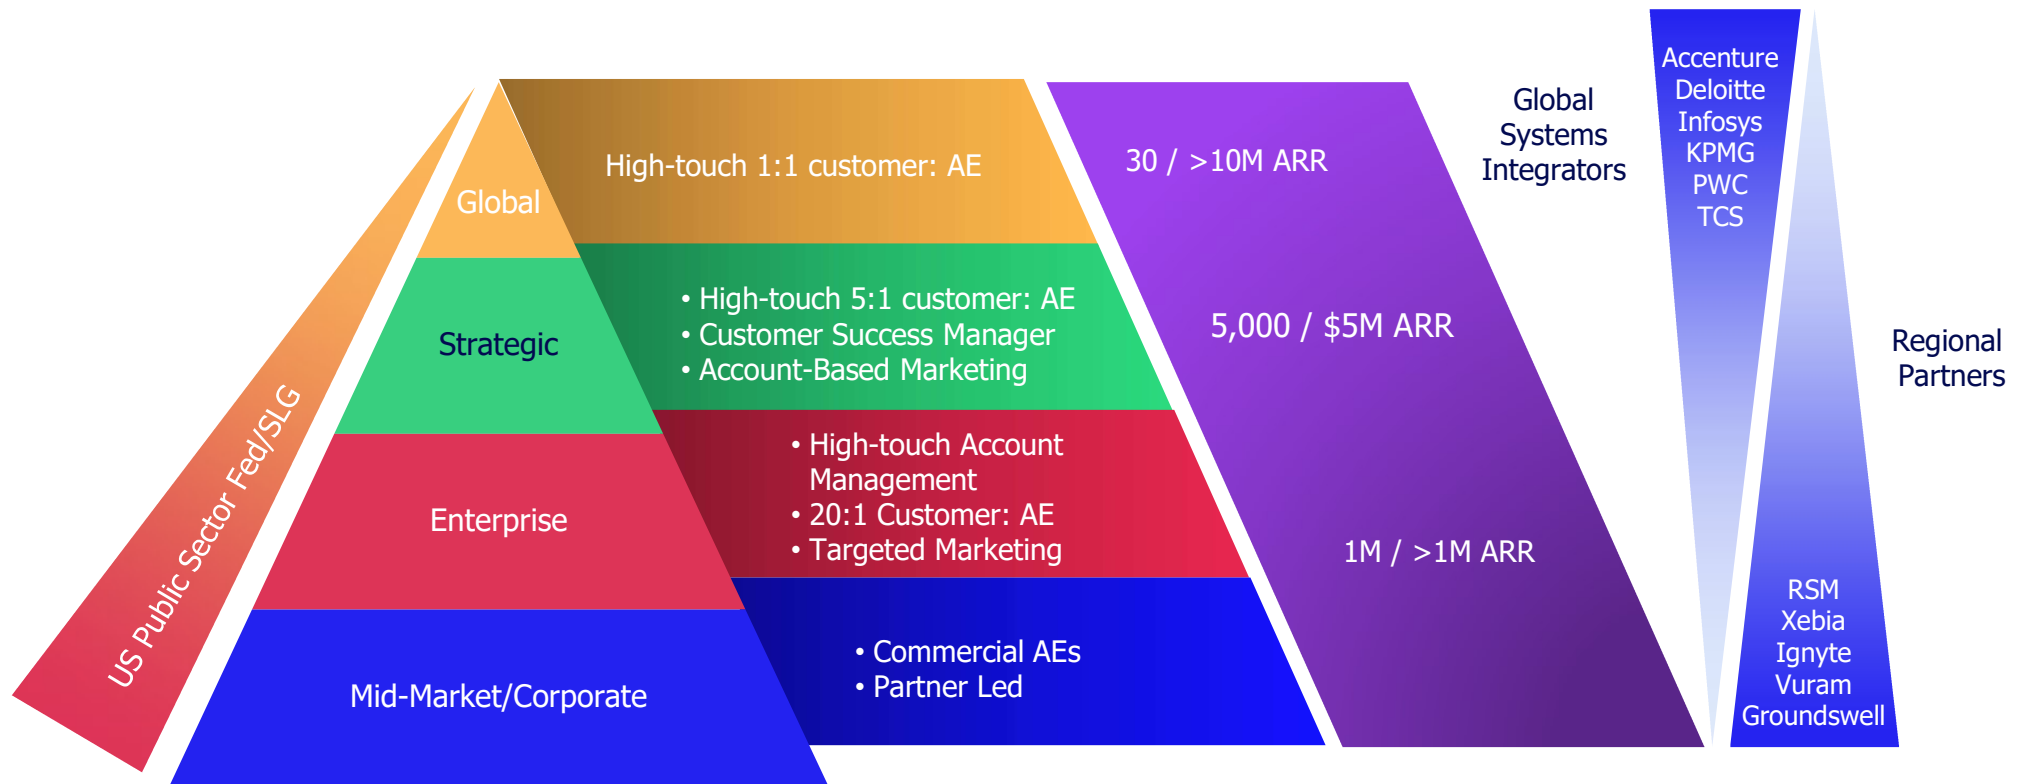 US Public Sector Fed/SLG
Global
Strategic
Enterprise
Mid-Market/Corporate
High-touch 1:1 customer: AE
• High-touch 5:1 customer: AE
• Customer Success Manager
• Account-Based Marketing
• High-touch Account
Management
• 20:1 Customer: AE
• Targeted Marketing
• Commercial AEs
• Partner Led
30 / >10M ARR
5,000 / $5M ARR
1M / >1M ARR
Global
Systems
Integrators
Accenture
Deloitte
Infosys
KPMG
PWC
TCS
Regional
Partners
RSM
Xebia
Ignyte
Vuram
Groundswell